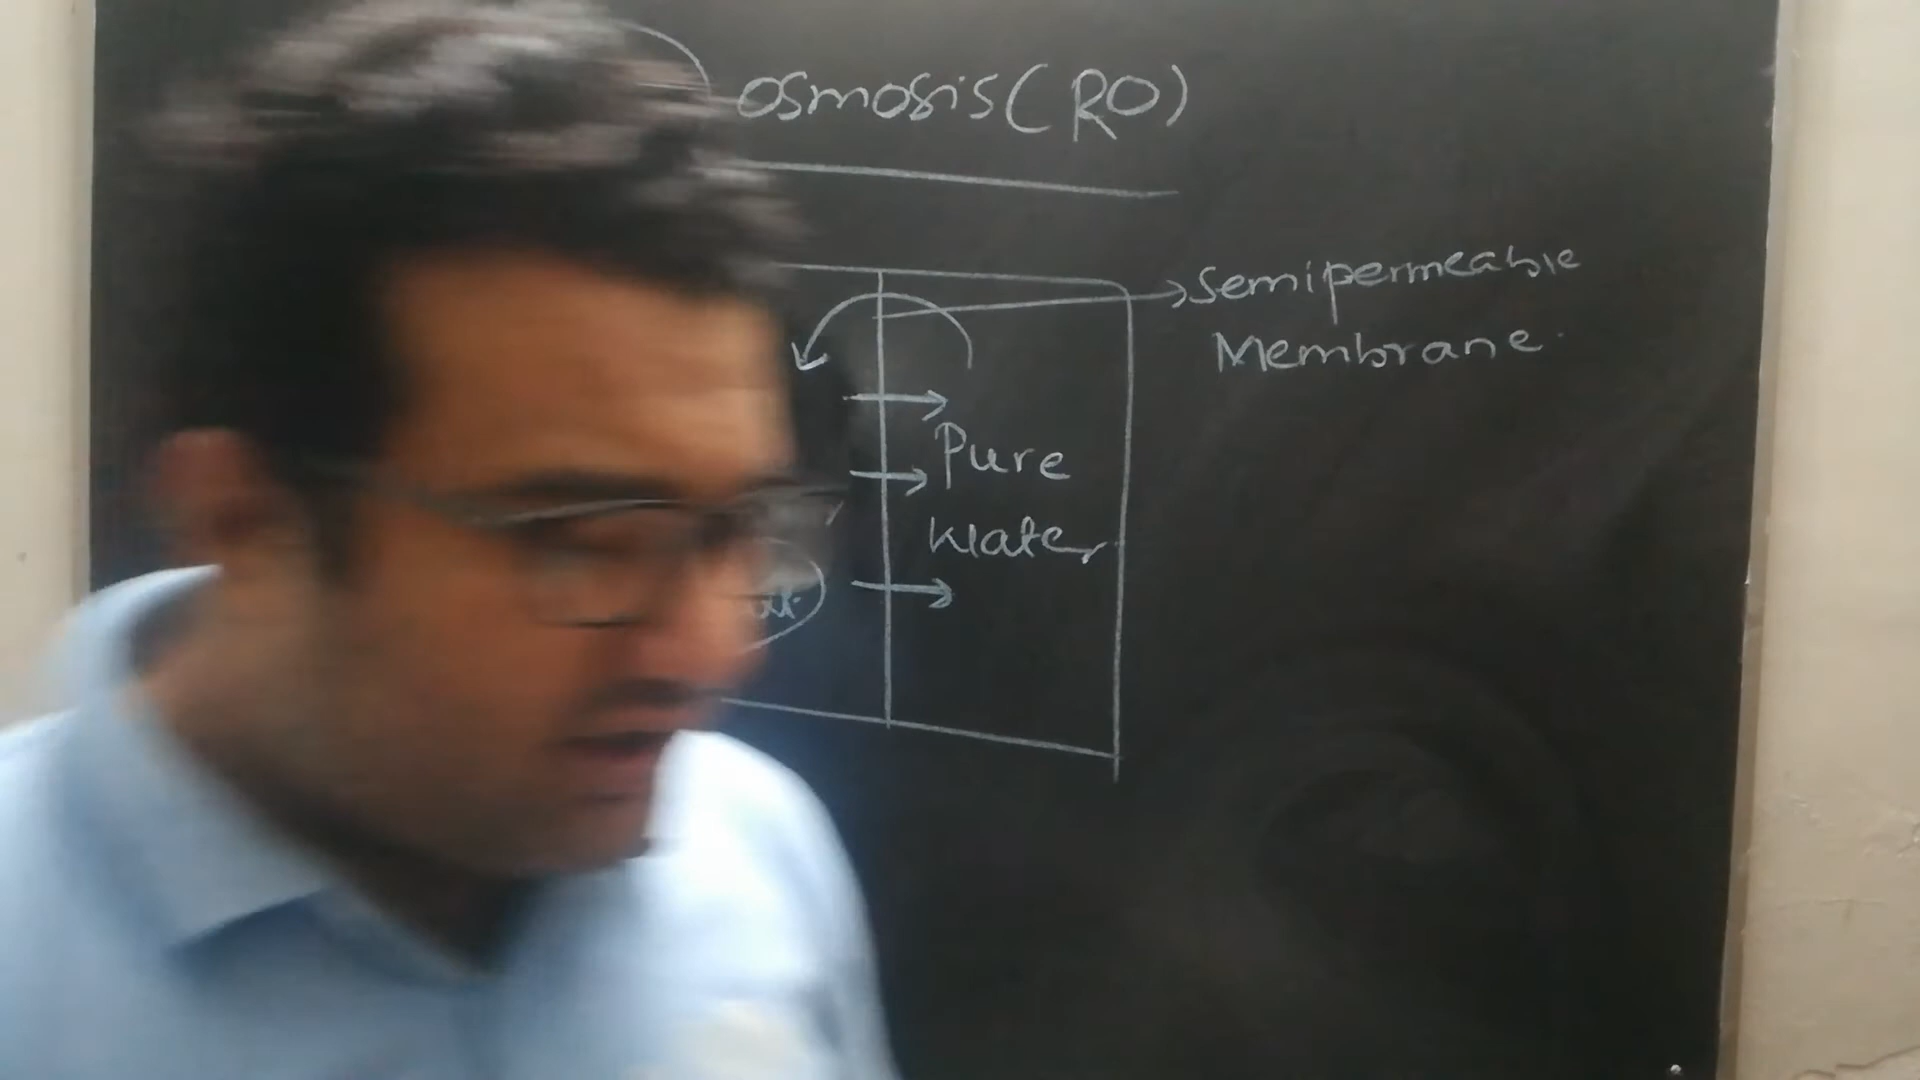 osmosis (RO)
Semipermeable
Membrane.
Pure
Water